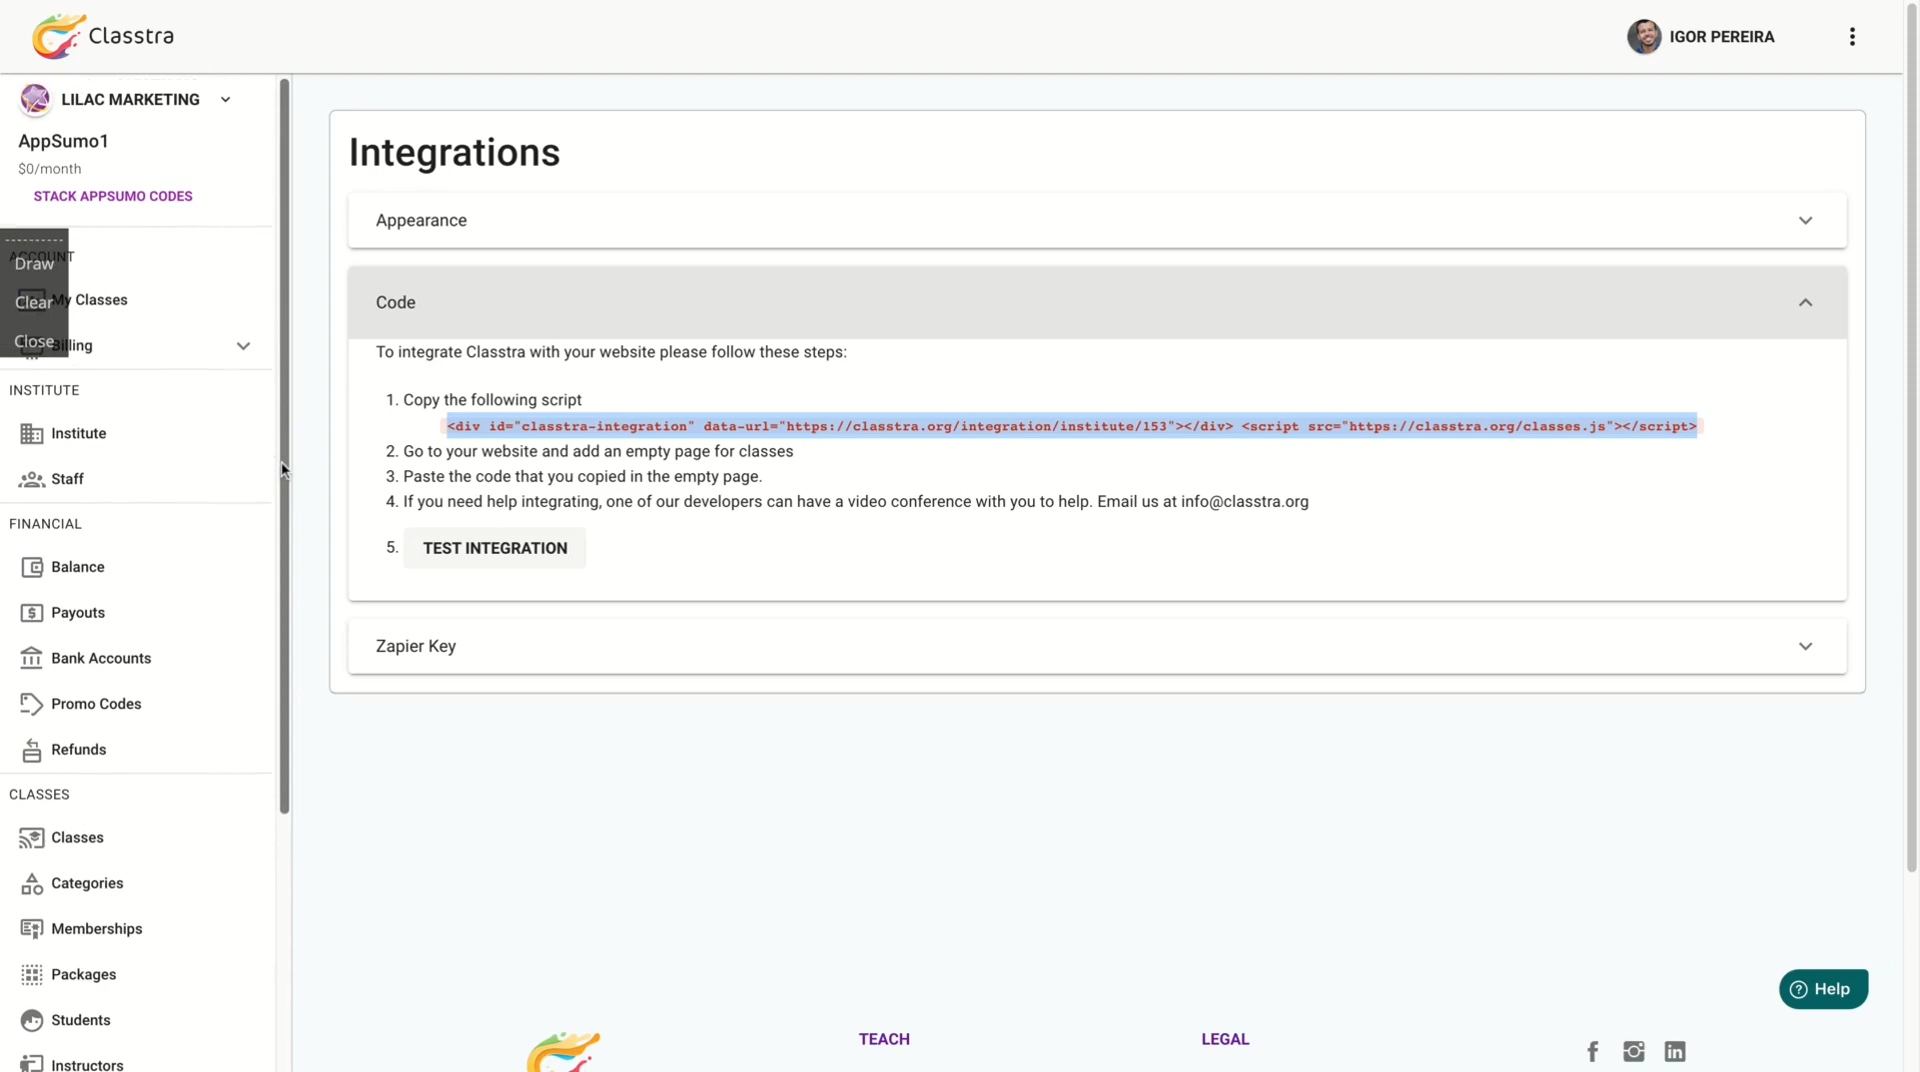 Classtra
IGOR PEREIRA
LILAC MARKETING
AppSumo1
$0/month
STACK APPSUMO CODES
ACCOUNT
Draw
Clear
My Classes
Close
Billing
INSTITUTE
Institute
Staff
FINANCIAL
Balance
Payouts
Bank Accounts
Promo Codes
Refunds
CLASSES
Classes
Categories
Memberships
Packages
Students
Instructors
Integrations
Appearance
Code
To integrate Classtra with your website please follow these steps:
1. Copy the following script
<div id="classtra-integration" data-url="https://classtra.org/integration/institute/153"></div> <script src="https://classtra.org/classes.js"></script>
2. Go to your website and add an empty page for classes
3. Paste the code that you copied in the empty page.
4. If you need help integrating, one of our developers can have a video conference with you to help. Email us at info@classtra.org
5. TEST INTEGRATION
Zapier Key
Help
TEACH
LEGAL